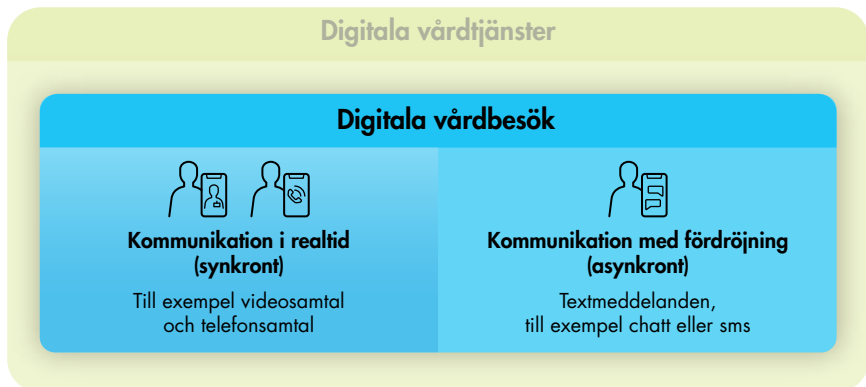 Digitala vårdtjänster
Digitala vårdbesök
Kommunikation i realtid
(synkront)
Till exempel videosamtal
och telefonsamtal
Kommunikation med fördröjning
(asynkront)
Textmeddelanden,
till exempel chatt eller sms